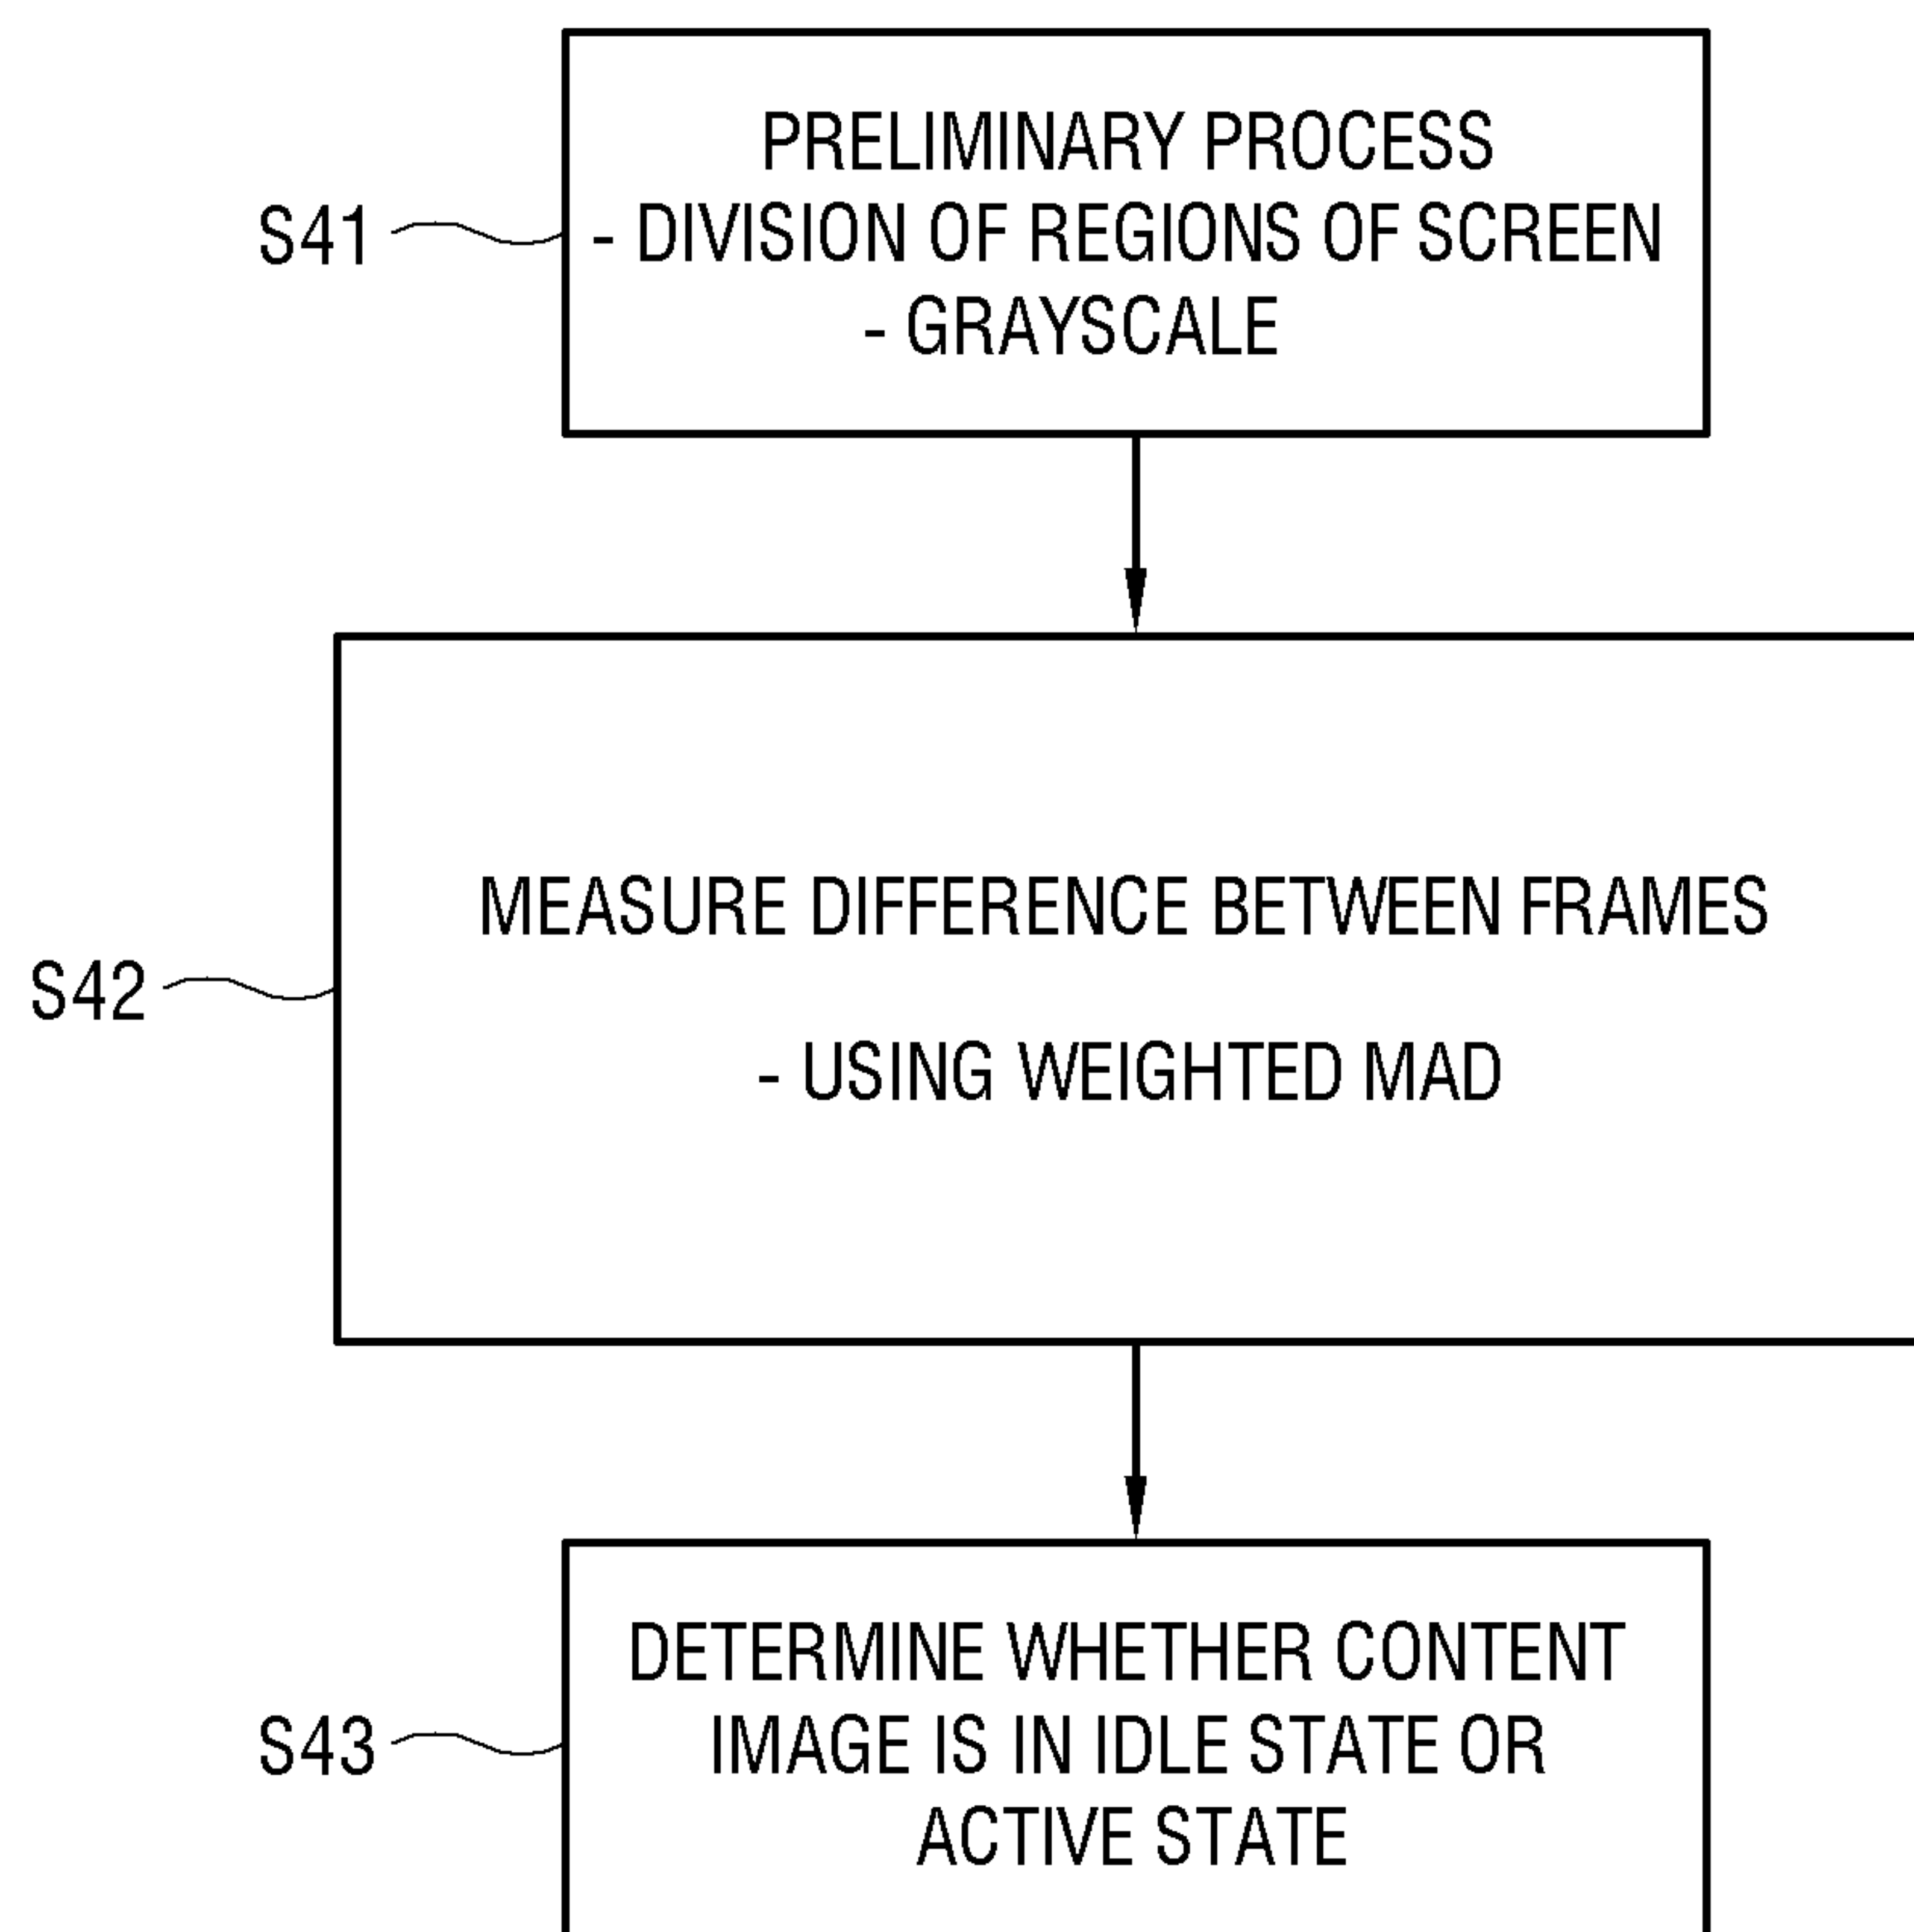 PRELIMINARY PROCESS
S41 - DIVISION OF REGIONS OF SCREEN
- GRAYSCALE
MEASURE DIFFERENCE BETWEEN FRAMES
S42
- USING WEIGHTED MAD
DETERMINE WHETHER CONTENT
S43 IMAGE IS IN IDLE STATE OR
ACTIVE STATE